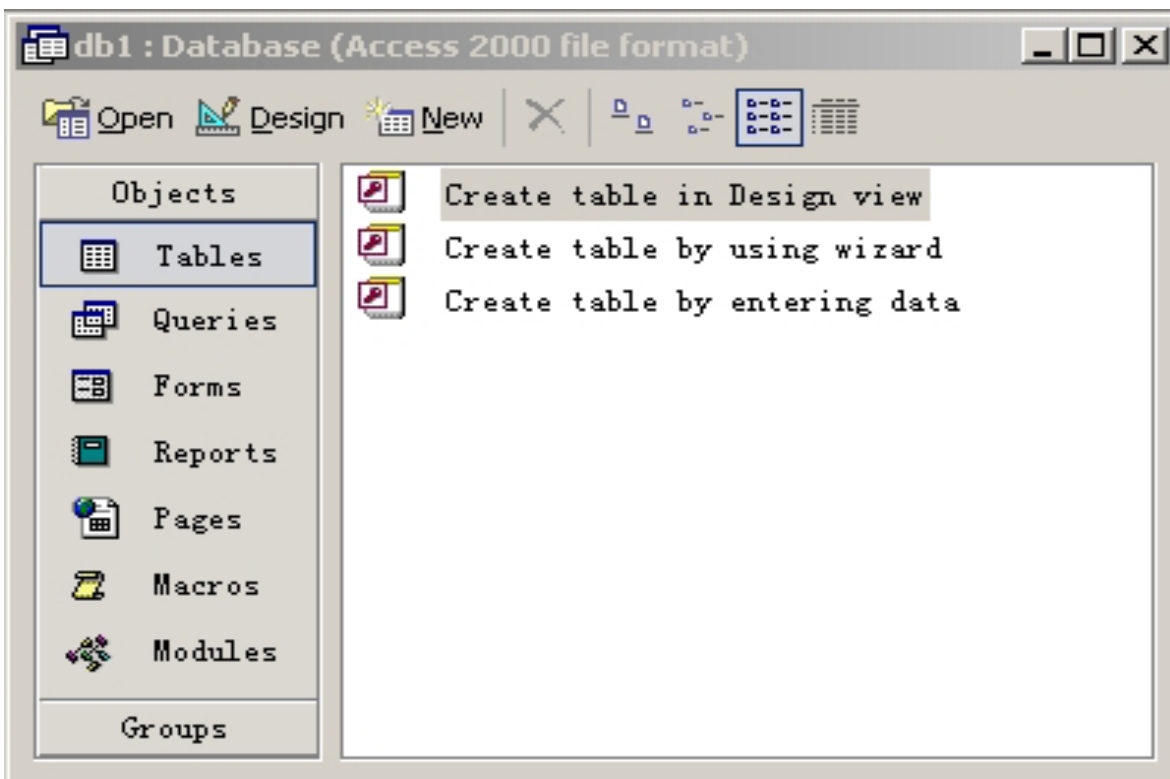 db1 : Database (Access 2000 file format)
Open Design New
Objects
Tables
Queries
Forms
Reports
Pages
Macros
Modules
Groups
Create table in Design view
Create table by using wizard
Create table by entering data